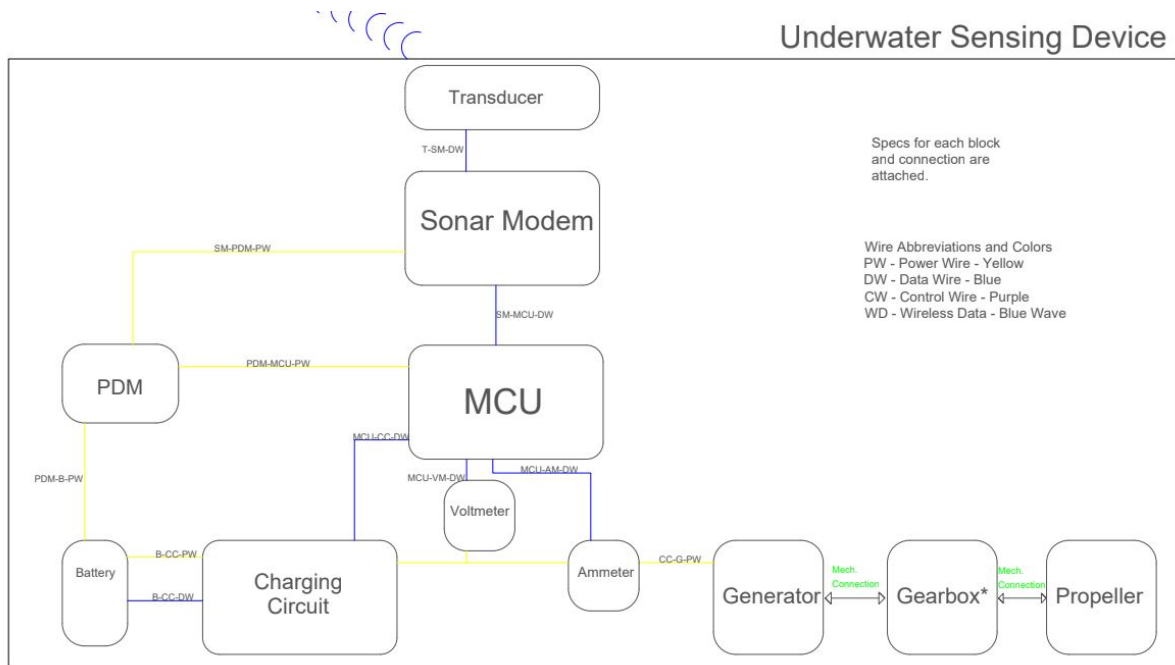 Underwater Sensing Device
Transducer
Specs for each block
and connection are
attached.
T-SM-DW
Sonar Modem
SM-PDM-PW
Wire Abbreviations and Colors
PW - Power Wire - Yellow
DW - Data Wire - Blue
CW - Control Wire - Purple
WD - Wireless Data - Blue Wave
SM-MCU-DW
PDM
PDM-MCU-PW
MCU
MCU-CC-DW
MCU-VM-DW
MCU-AM-DW
PDM-B-PW
Voltmeter
B-CC-PW
Battery
Charging
Circuit
B-CC-DW
Ammeter
CC-G-PW
Generator
Mech.
Connection
Gearbox*
Mech.
Connection
Propeller